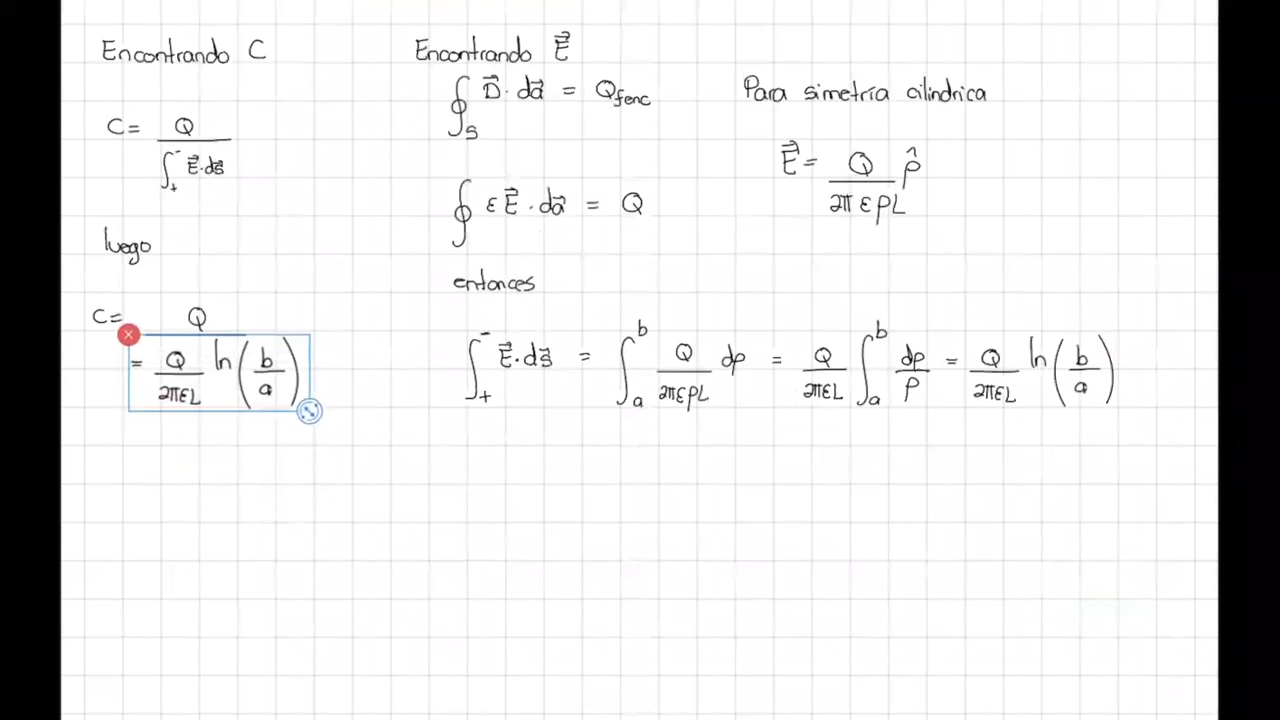 Encontrando C
C = Q / ∫₊⁻ E⃗·ds⃗
luego
C = Q
= Q/2πεL ln(b/a)
Encontrando E⃗
∮_S D⃗·da⃗ = Q_fenc
∮ εE⃗·da⃗ = Q
entonces
∫₊⁻ E⃗·ds⃗ = ∫ₐᵇ Q/2περL dρ = Q/2πεL ∫ₐᵇ dρ/ρ = Q/2πεL ln(b/a)
Para simetría cilíndrica
E⃗ = Q/2περL ρ̂